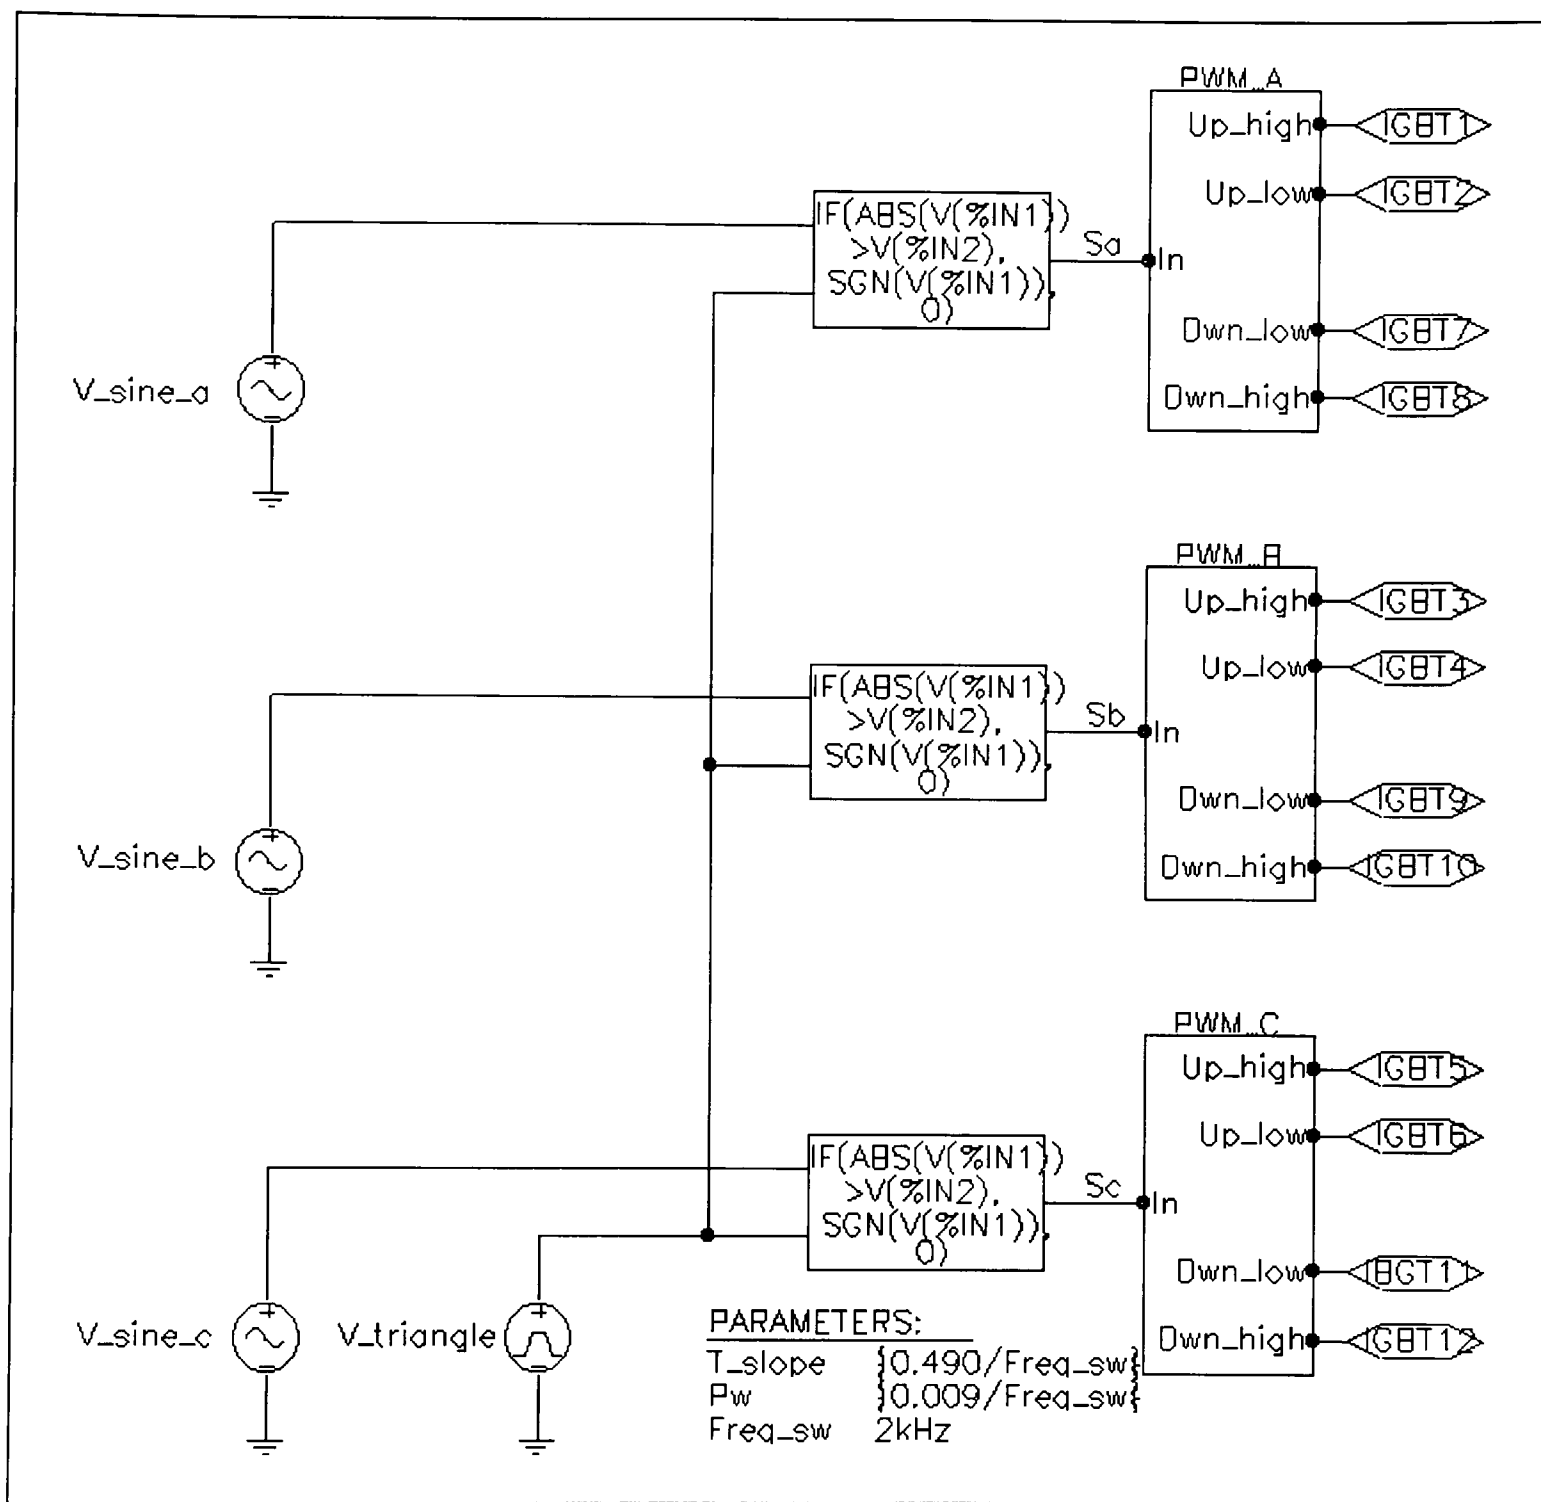 PWM_A
Up_high
IGBT1
Up_low
IGBT2
IF(ABS(V(%IN1))
>V(%IN2),
SGN(V(%IN1)),
0)
Sa
In
Dwn_low
IGBT7
V_sine_a
Dwn_high
IGBT8
PWM_B
Up_high
IGBT3
Up_low
IGBT4
IF(ABS(V(%IN1))
>V(%IN2),
SGN(V(%IN1)),
0)
Sb
In
Dwn_low
IGBT9
V_sine_b
Dwn_high
IGBT10
PWM_C
Up_high
IGBT5
Up_low
IGBT6
IF(ABS(V(%IN1))
>V(%IN2),
SGN(V(%IN1)),
0)
Sc
In
Dwn_low
IBGT11
V_sine_c
V_triangle
Dwn_high
IGBT12
PARAMETERS:
T_slope {0.490/Freq_sw}
Pw {0.009/Freq_sw}
Freq_sw 2kHz